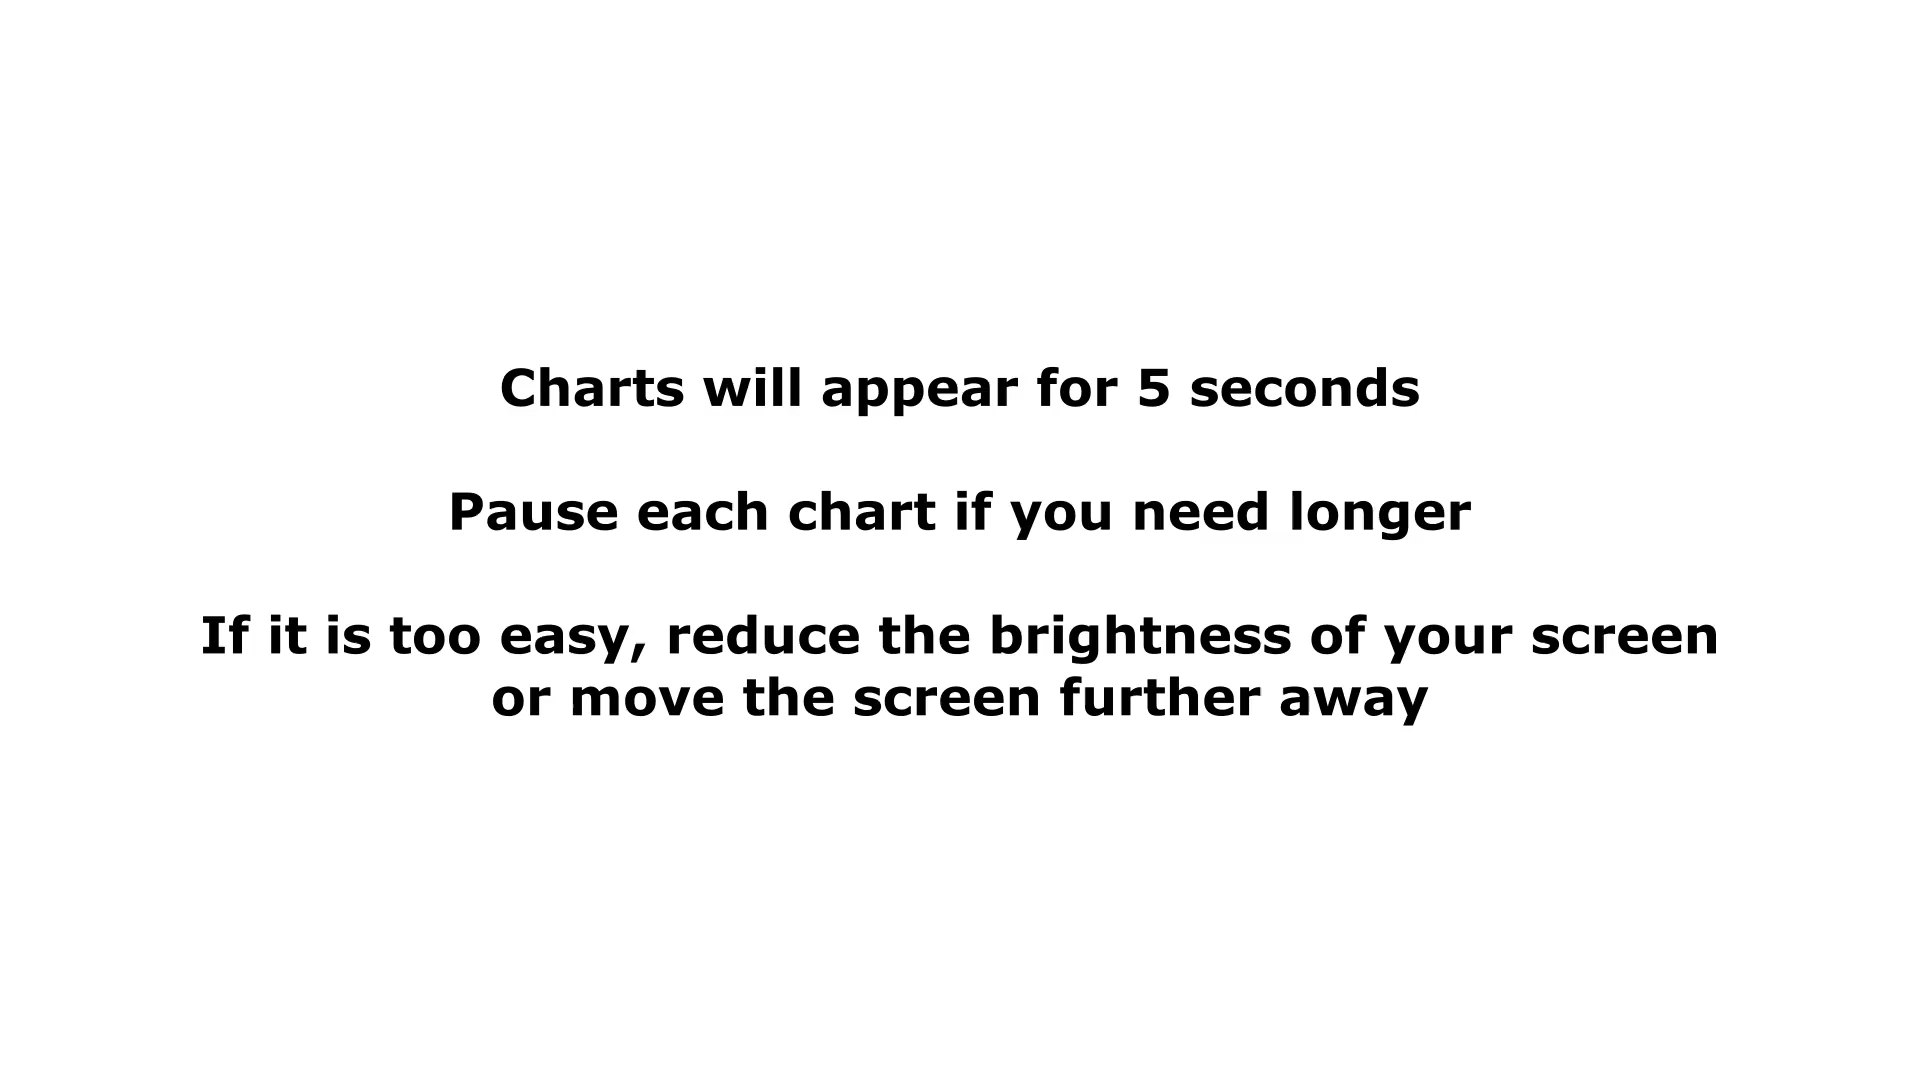 Charts will appear for 5 seconds
Pause each chart if you need longer
If it is too easy, reduce the brightness of your screen
or move the screen further away